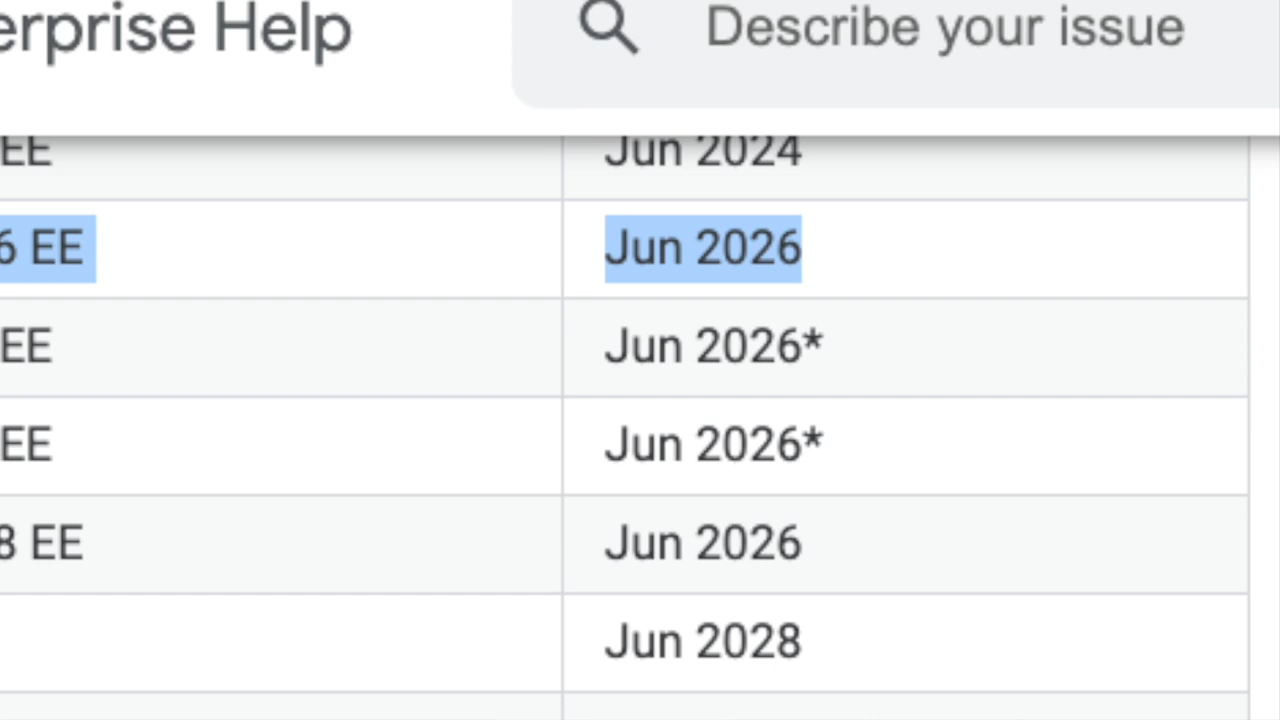 erprise Help
Describe your issue
EE Jun 2024
6 EE Jun 2026
EE Jun 2026*
EE Jun 2026*
8 EE Jun 2026
Jun 2028